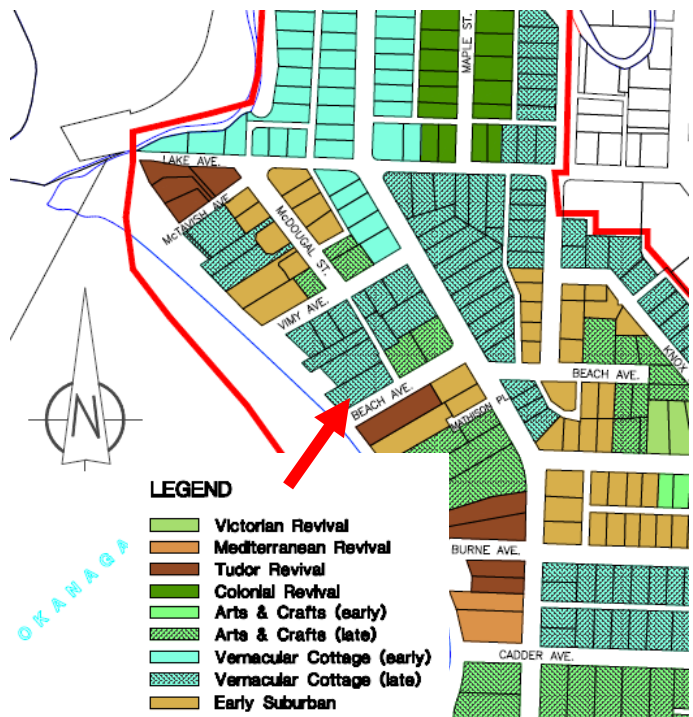 MAPLE ST.
LAKE AVE.
McTAVISH AVE
McDOUGAL ST.
VIMY AVE.
KNOX
BEACH AVE.
BEACH AVE.
MATHISON PL.
N
LEGEND
Victorian Revival
Mediterranean Revival
Tudor Revival
Colonial Revival
Arts & Crafts (early)
Arts & Crafts (late)
Vernacular Cottage (early)
Vernacular Cottage (late)
Early Suburban
BURNE AVE.
OKANAGA
CADDER AVE.